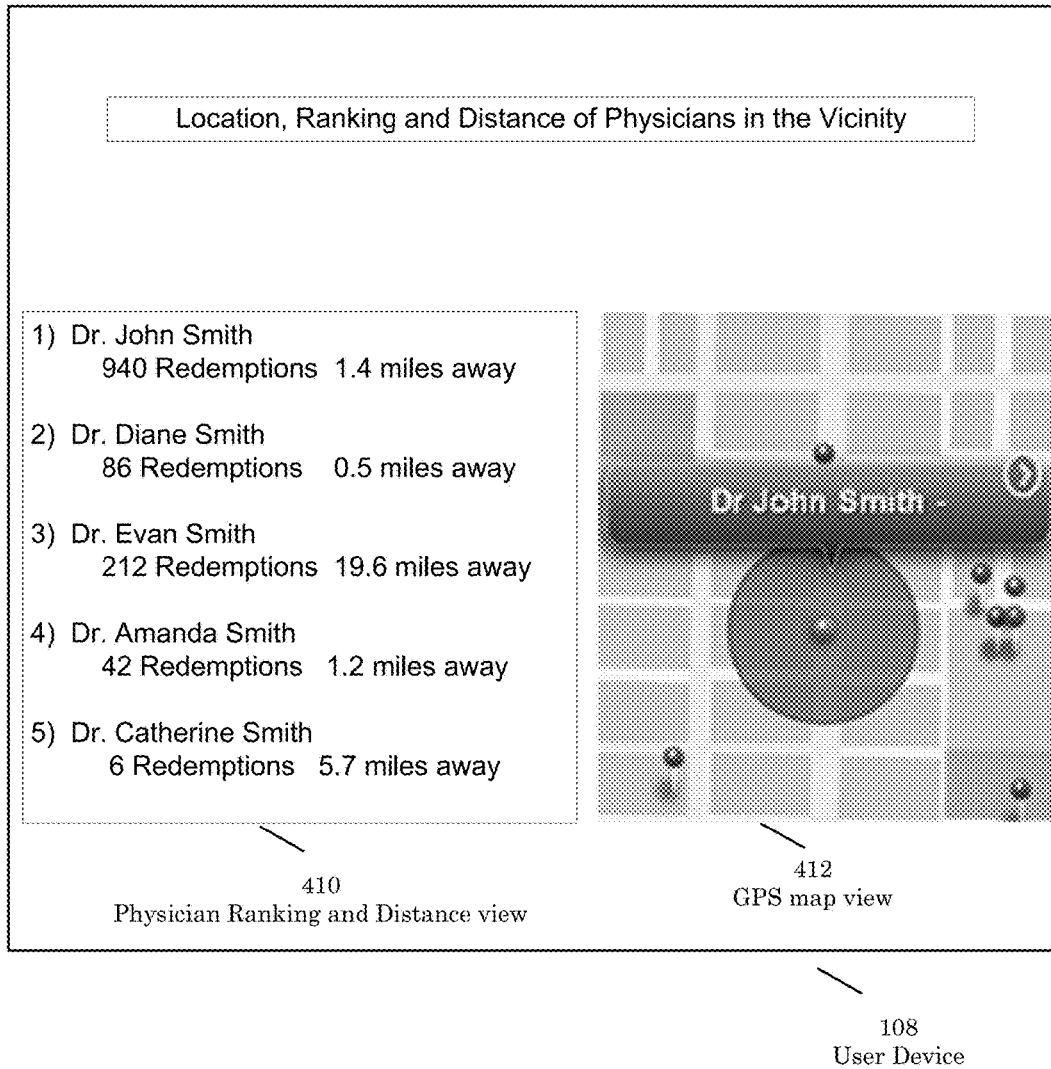 Location, Ranking and Distance of Physicians in the Vicinity
1) Dr. John Smith
940 Redemptions 1.4 miles away
2) Dr. Diane Smith
86 Redemptions 0.5 miles away
3) Dr. Evan Smith
212 Redemptions 19.6 miles away
4) Dr. Amanda Smith
42 Redemptions 1.2 miles away
5) Dr. Catherine Smith
6 Redemptions 5.7 miles away
Dr John Smith -
410
Physician Ranking and Distance view
412
GPS map view
108
User Device